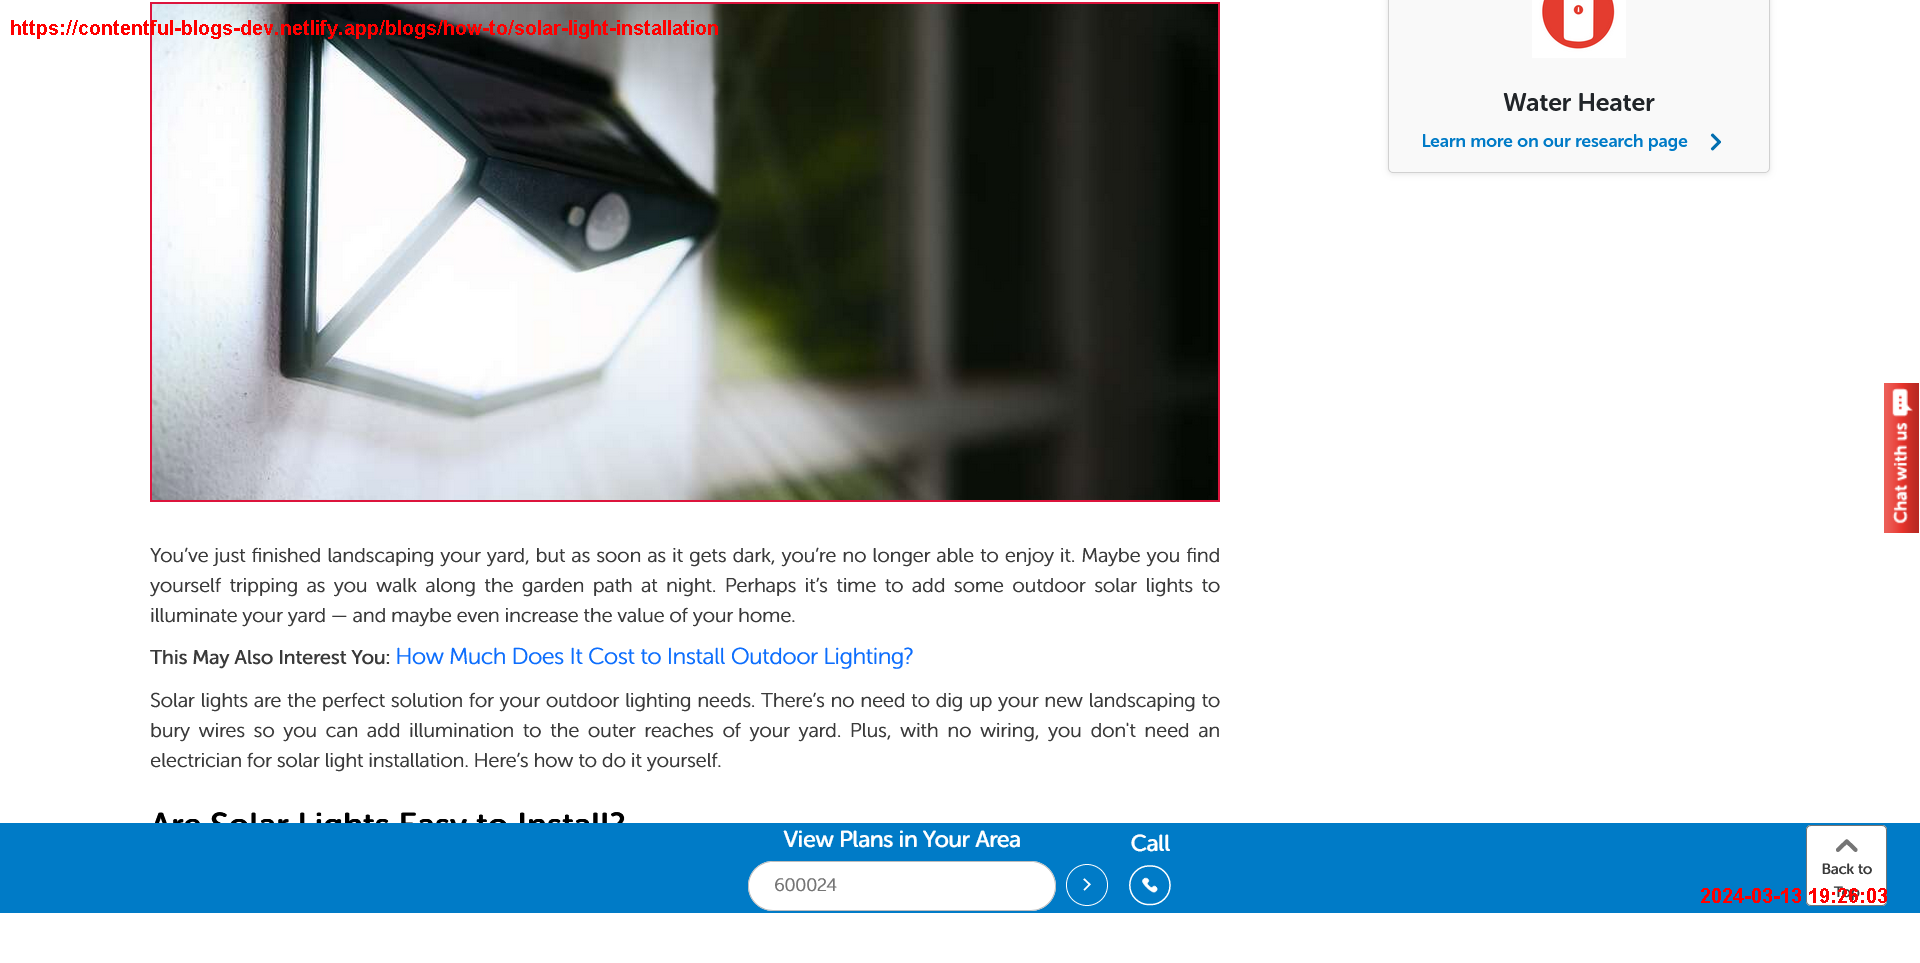 https://contentful-blogs-dev.netlify.app/blogs/how-to/solar-light-installation
Water Heater
Learn more on our research page
Chat with us
You’ve just finished landscaping your yard, but as soon as it gets dark, you’re no longer able to enjoy it. Maybe you find
yourself tripping as you walk along the garden path at night. Perhaps it’s time to add some outdoor solar lights to
illuminate your yard — and maybe even increase the value of your home.
This May Also Interest You: How Much Does It Cost to Install Outdoor Lighting?
Solar lights are the perfect solution for your outdoor lighting needs. There’s no need to dig up your new landscaping to
bury wires so you can add illumination to the outer reaches of your yard. Plus, with no wiring, you don't need an
electrician for solar light installation. Here’s how to do it yourself.
Are Solar Lights Easy to Install?
View Plans in Your Area
Call
600024
Back to
Top
2024-03-13 19:26:03